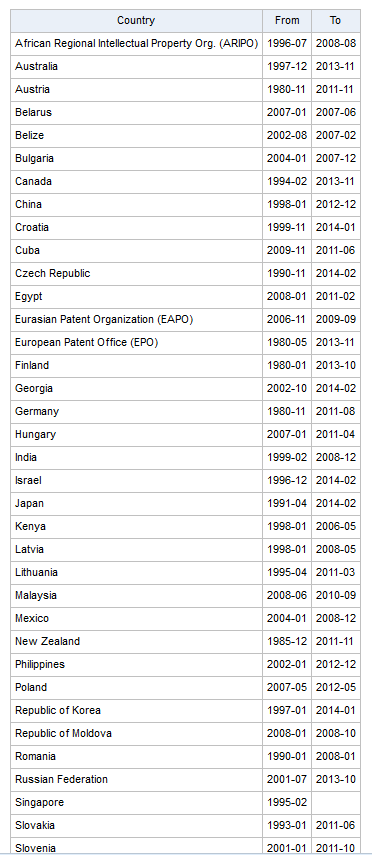 Country From To
African Regional Intellectual Property Org. (ARIPO) 1996-07 2008-08
Australia 1997-12 2013-11
Austria 1980-11 2011-11
Belarus 2007-01 2007-06
Belize 2002-08 2007-02
Bulgaria 2004-01 2007-12
Canada 1994-02 2013-11
China 1998-01 2012-12
Croatia 1999-11 2014-01
Cuba 2009-11 2011-06
Czech Republic 1990-11 2014-02
Egypt 2008-01 2011-02
Eurasian Patent Organization (EAPO) 2006-11 2009-09
European Patent Office (EPO) 1980-05 2013-11
Finland 1980-01 2013-10
Georgia 2002-10 2014-02
Germany 1980-11 2011-08
Hungary 2007-01 2011-04
India 1999-02 2008-12
Israel 1996-12 2014-02
Japan 1991-04 2014-02
Kenya 1998-01 2006-05
Latvia 1998-01 2008-05
Lithuania 1995-04 2011-03
Malaysia 2008-06 2010-09
Mexico 2004-01 2008-12
New Zealand 1985-12 2011-11
Philippines 2002-01 2012-12
Poland 2007-05 2012-05
Republic of Korea 1997-01 2014-01
Republic of Moldova 2008-01 2008-10
Romania 1990-01 2008-01
Russian Federation 2001-07 2013-10
Singapore 1995-02
Slovakia 1993-01 2011-06
Slovenia 2001-01 2011-10